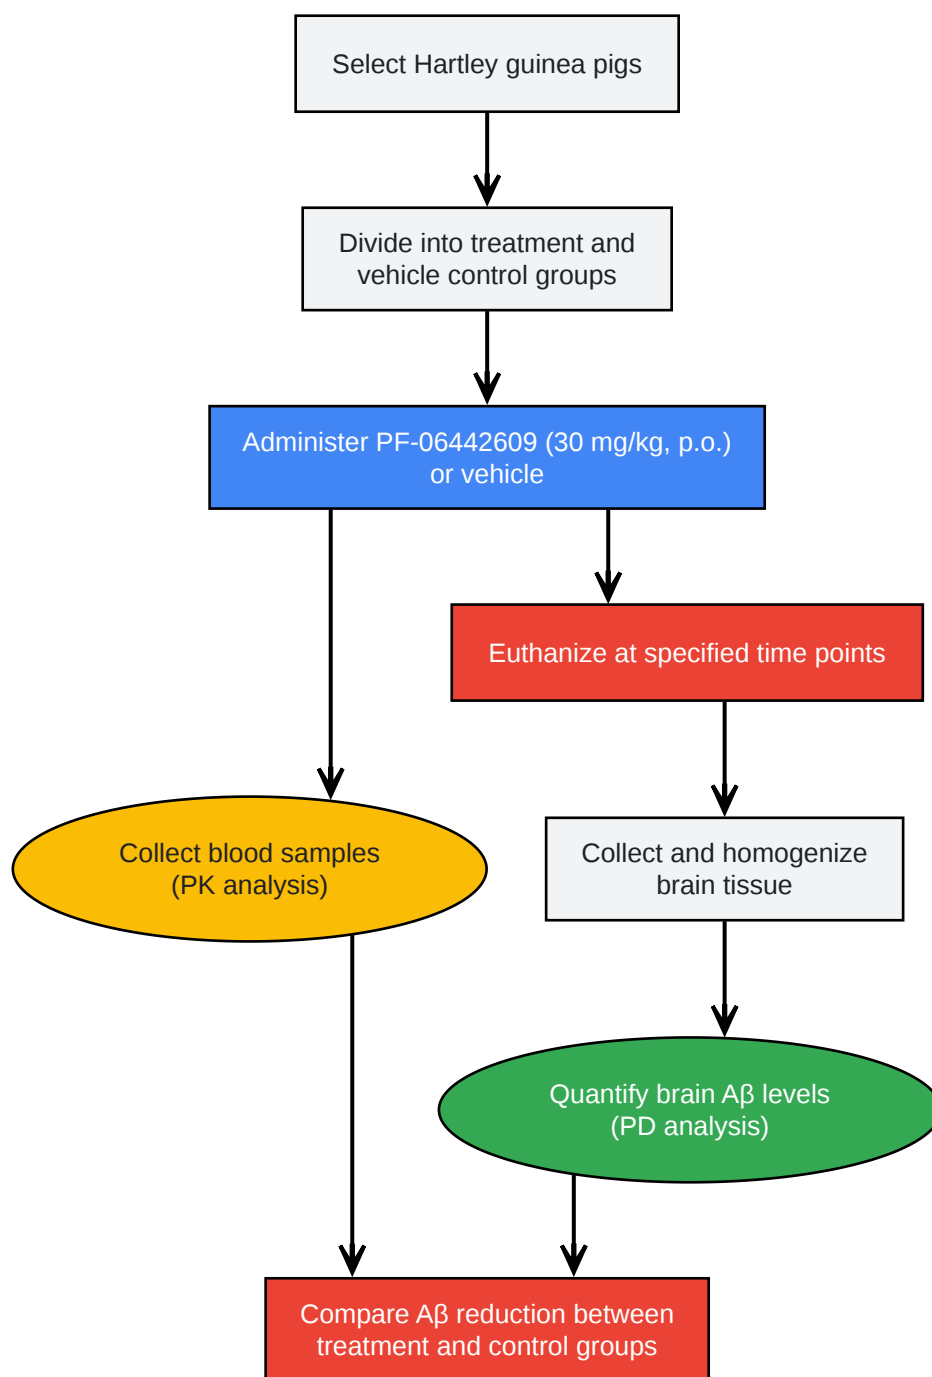 Select Hartley guinea pigs
Divide into treatment and
vehicle control groups
Administer PF-06442609 (30 mg/kg, p.o.)
or vehicle
Euthanize at specified time points
Collect blood samples
(PK analysis)
Collect and homogenize
brain tissue
Quantify brain Aβ levels
(PD analysis)
Compare Aβ reduction between
treatment and control groups